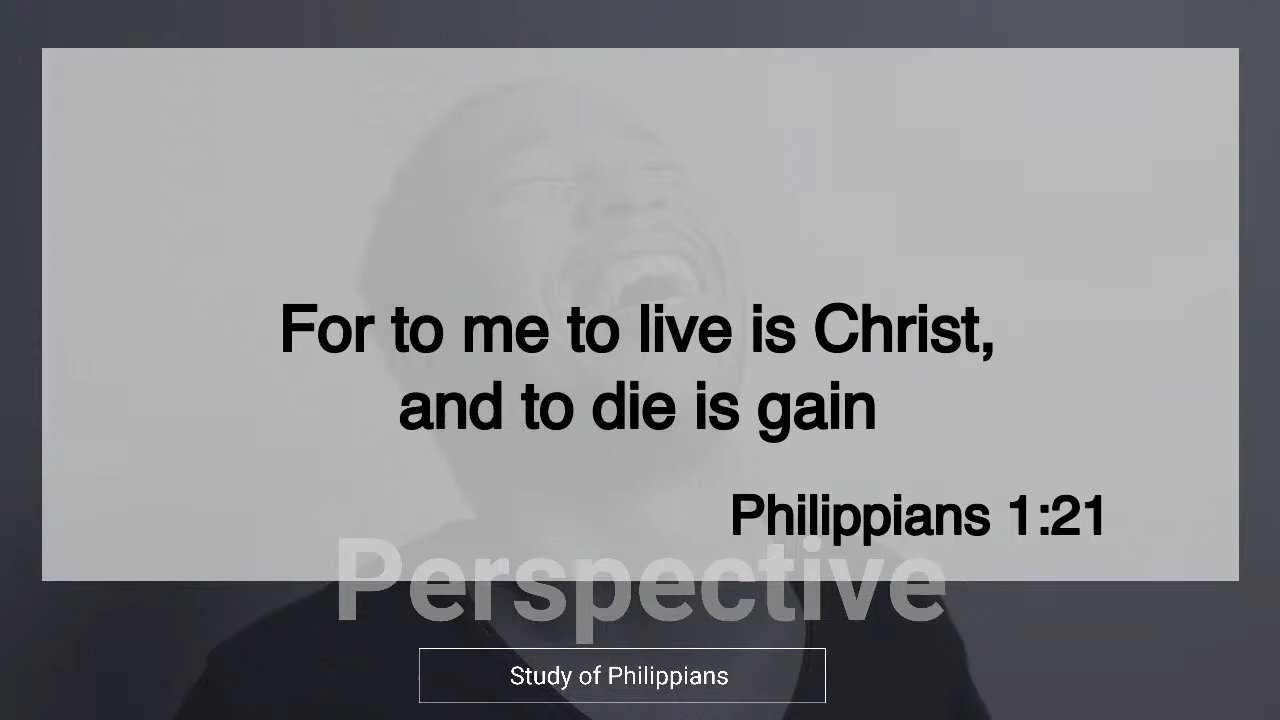 For to me to live is Christ,
and to die is gain
Philippians 1:21
Perspective
Study of Philippians